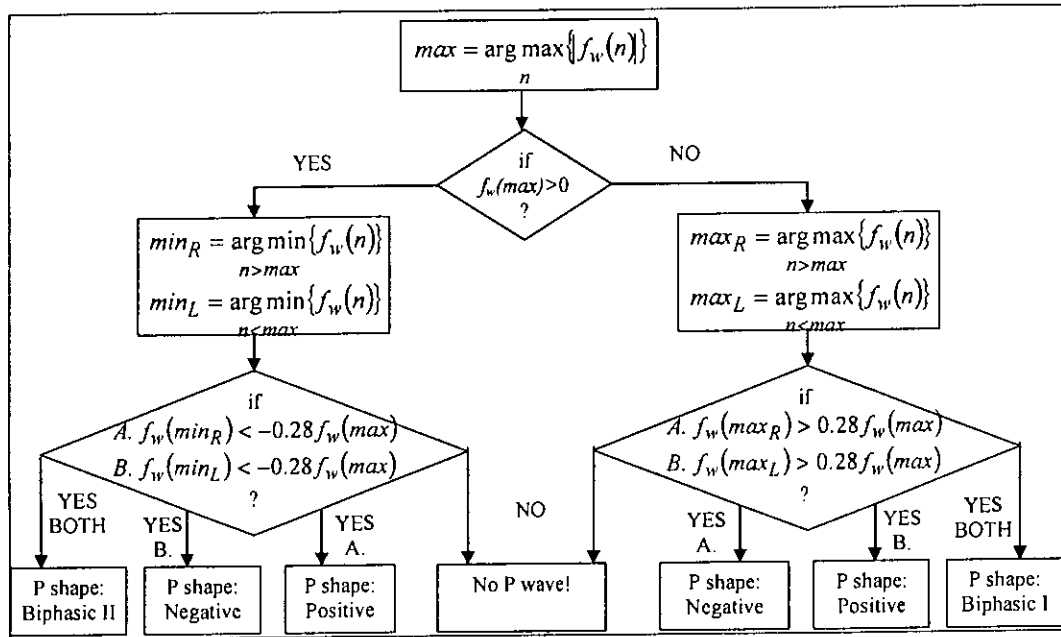 max = arg max{|f_w(n)|}
n
if
f_w(max)>0
?
YES
NO
min_R = arg min{f_w(n)}
n>max
min_L = arg min{f_w(n)}
n<max
max_R = arg max{f_w(n)}
n>max
max_L = arg max{f_w(n)}
n<max
if
A. f_w(min_R) < −0.28 f_w(max)
B. f_w(min_L) < −0.28 f_w(max)
?
if
A. f_w(max_R) > 0.28 f_w(max)
B. f_w(max_L) > 0.28 f_w(max)
?
YES BOTH
YES B.
YES A.
NO
YES A.
YES B.
YES BOTH
P shape: Biphasic II
P shape: Negative
P shape: Positive
No P wave!
P shape: Negative
P shape: Positive
P shape: Biphasic I